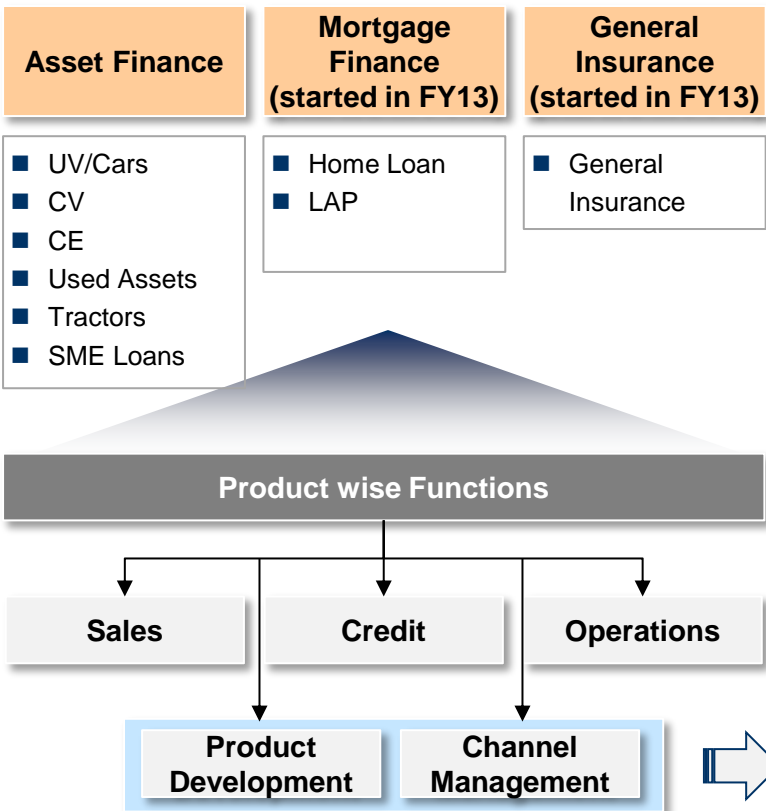 Asset Finance
Mortgage
Finance
(started in FY13)
General
Insurance
(started in FY13)
UV/Cars
CV
CE
Used Assets
Tractors
SME Loans
Home Loan
LAP
General
Insurance
Product wise Functions
Sales
Credit
Operations
Product
Development
Channel
Management